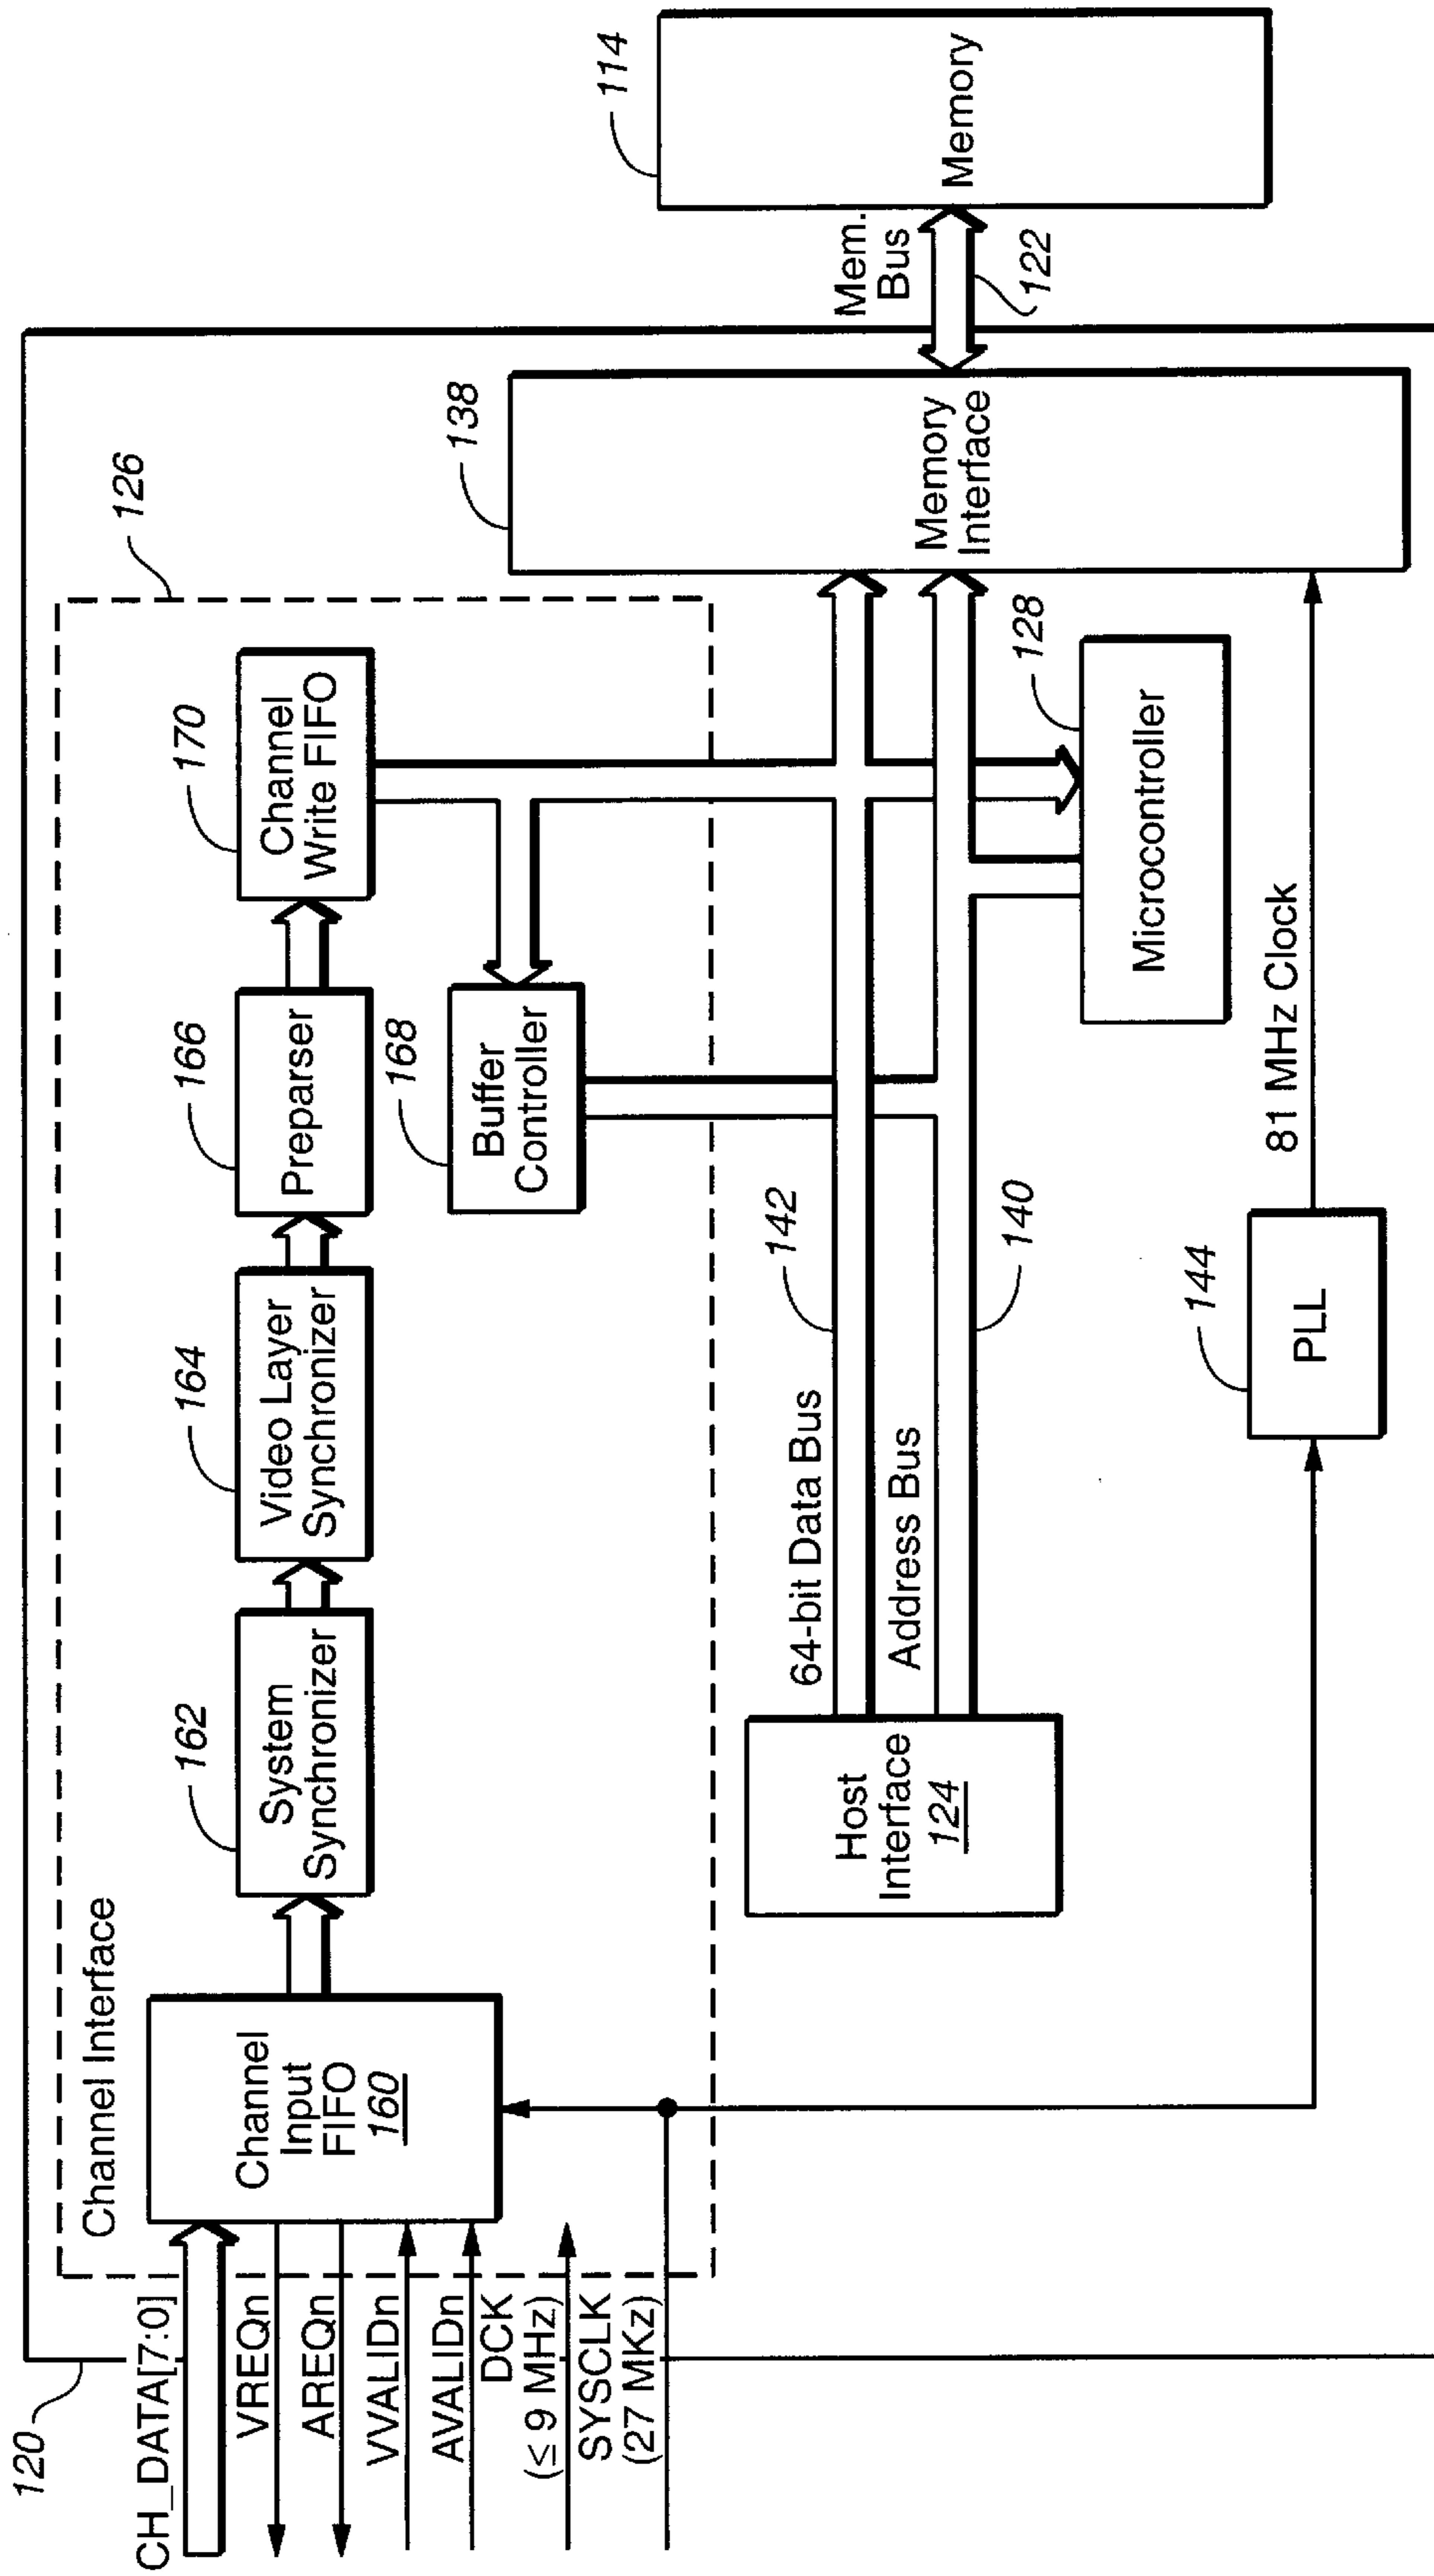 120
CH_DATA[7:0]
VREQn
AREQn
VVALIDn
AVALIDn
DCK
(≤ 9 MHz)
SYSCLK
(27 MKz)
Channel Interface
126
Channel
Input
FIFO
160
162
System
Synchronizer
164
Video Layer
Synchronizer
166
Preparser
170
Channel
Write FIFO
168
Buffer
Controller
Host
Interface
124
64-bit Data Bus
142
Address Bus
140
128
Microcontroller
144
PLL
81 MHz Clock
138
Memory
Interface
Mem.
Bus
122
114
Memory